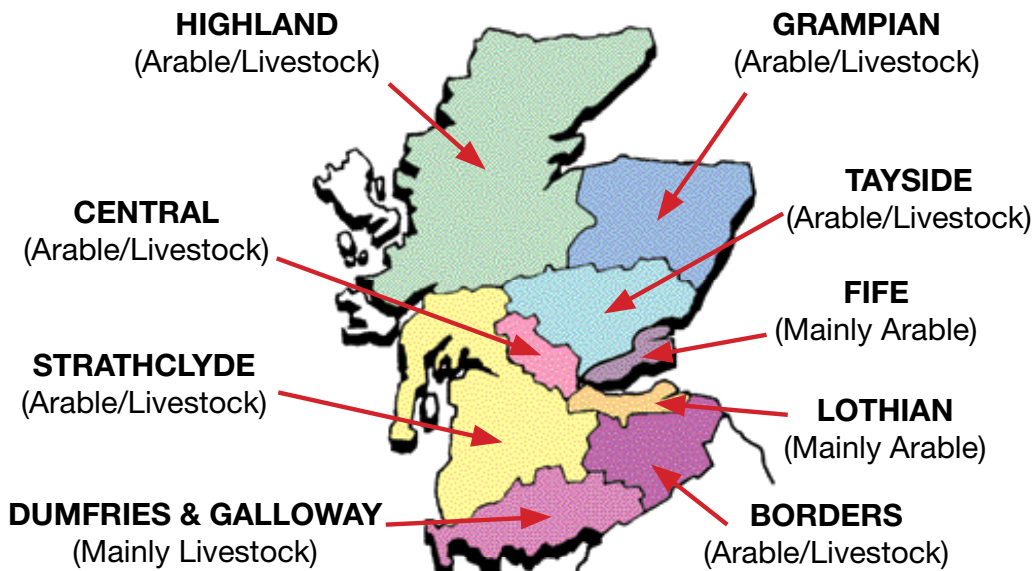 HIGHLAND
(Arable/Livestock)
GRAMPIAN
(Arable/Livestock)
CENTRAL
(Arable/Livestock)
TAYSIDE
(Arable/Livestock)
FIFE
(Mainly Arable)
STRATHCLYDE
(Arable/Livestock)
LOTHIAN
(Mainly Arable)
DUMFRIES & GALLOWAY
(Mainly Livestock)
BORDERS
(Arable/Livestock)